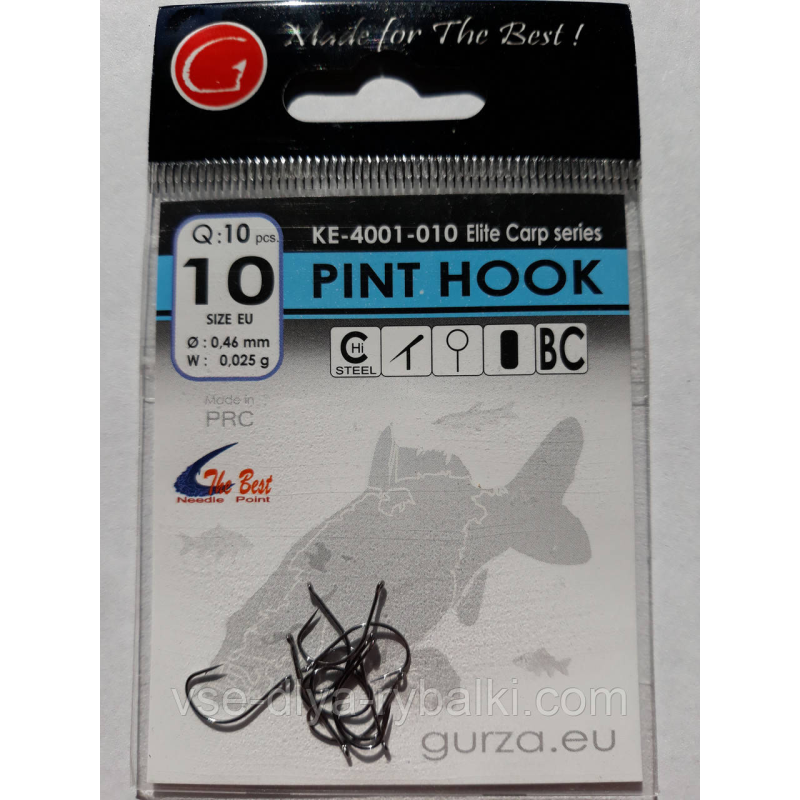 G
Made for The Best!
Q:10 pcs.
KE-4001-010 Elite Carp series
10
PINT HOOK
SIZE EU
Ø : 0,46 mm
W : 0,025 g
C Hi
STEEL
BC
Made in
PRC
The Best
Needle Point
vse-dlya-rybalki.com
gurza.eu